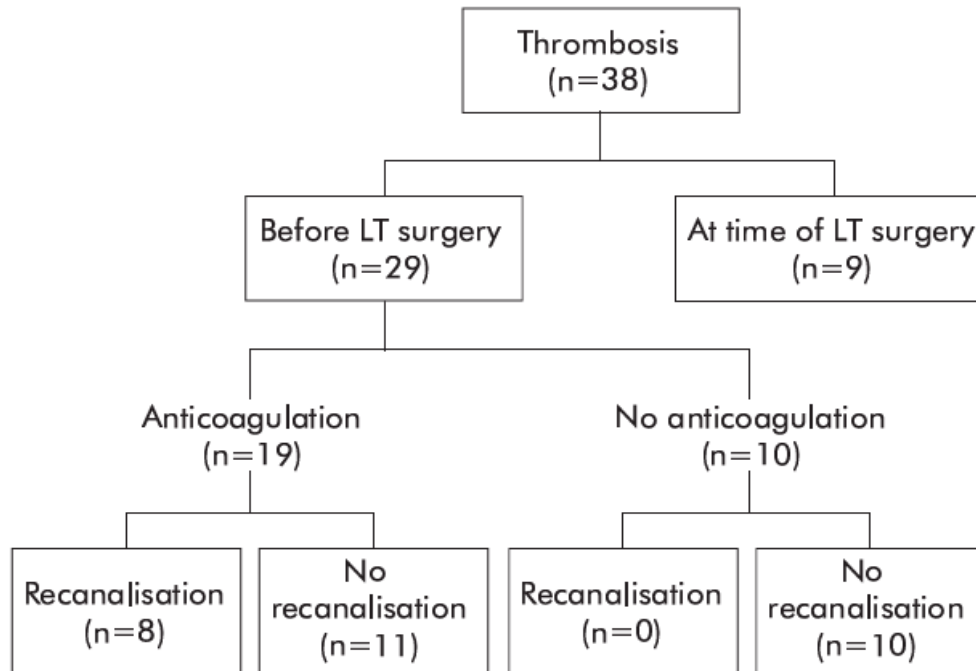 Thrombosis
(n=38)
Before LT surgery
(n=29)
At time of LT surgery
(n=9)
Anticoagulation
(n=19)
No anticoagulation
(n=10)
Recanalisation
(n=8)
No
recanalisation
(n=11)
Recanalisation
(n=0)
No
recanalisation
(n=10)